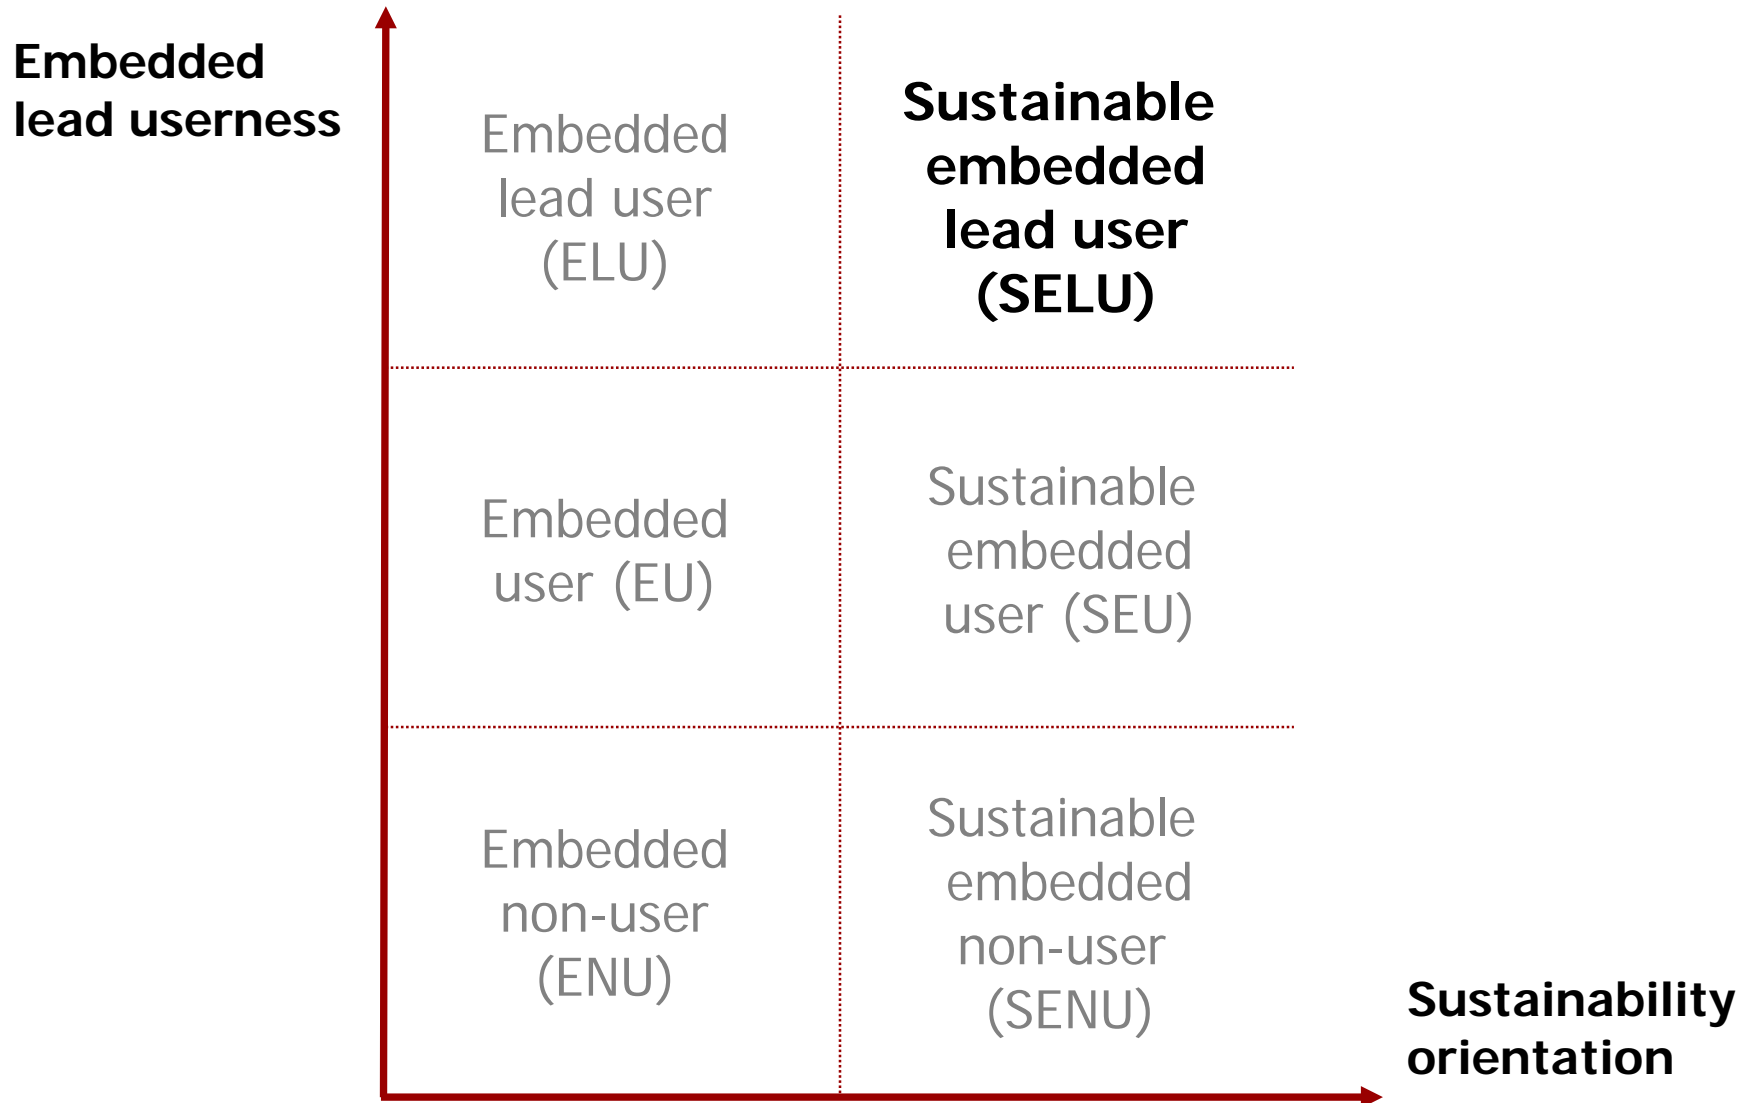 Embedded
lead userness
Embedded
lead user
(ELU)
Sustainable
embedded
lead user
(SELU)
Embedded
user (EU)
Sustainable
embedded
user (SEU)
Embedded
non-user
(ENU)
Sustainable
embedded
non-user
(SENU)
Sustainability
orientation